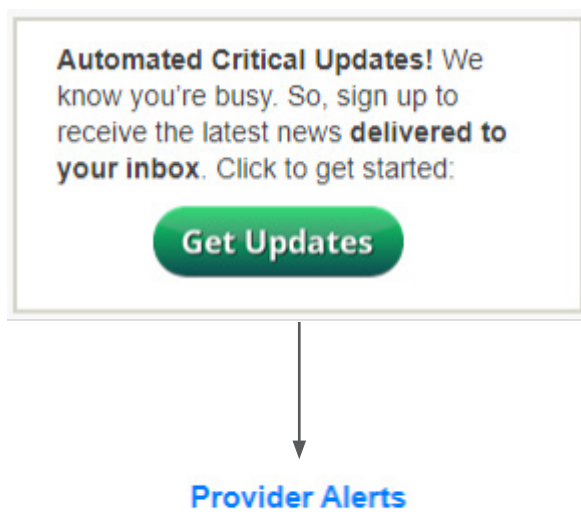 Automated Critical Updates! We
know you're busy. So, sign up to
receive the latest news delivered to
your inbox. Click to get started:
Get Updates
Provider Alerts